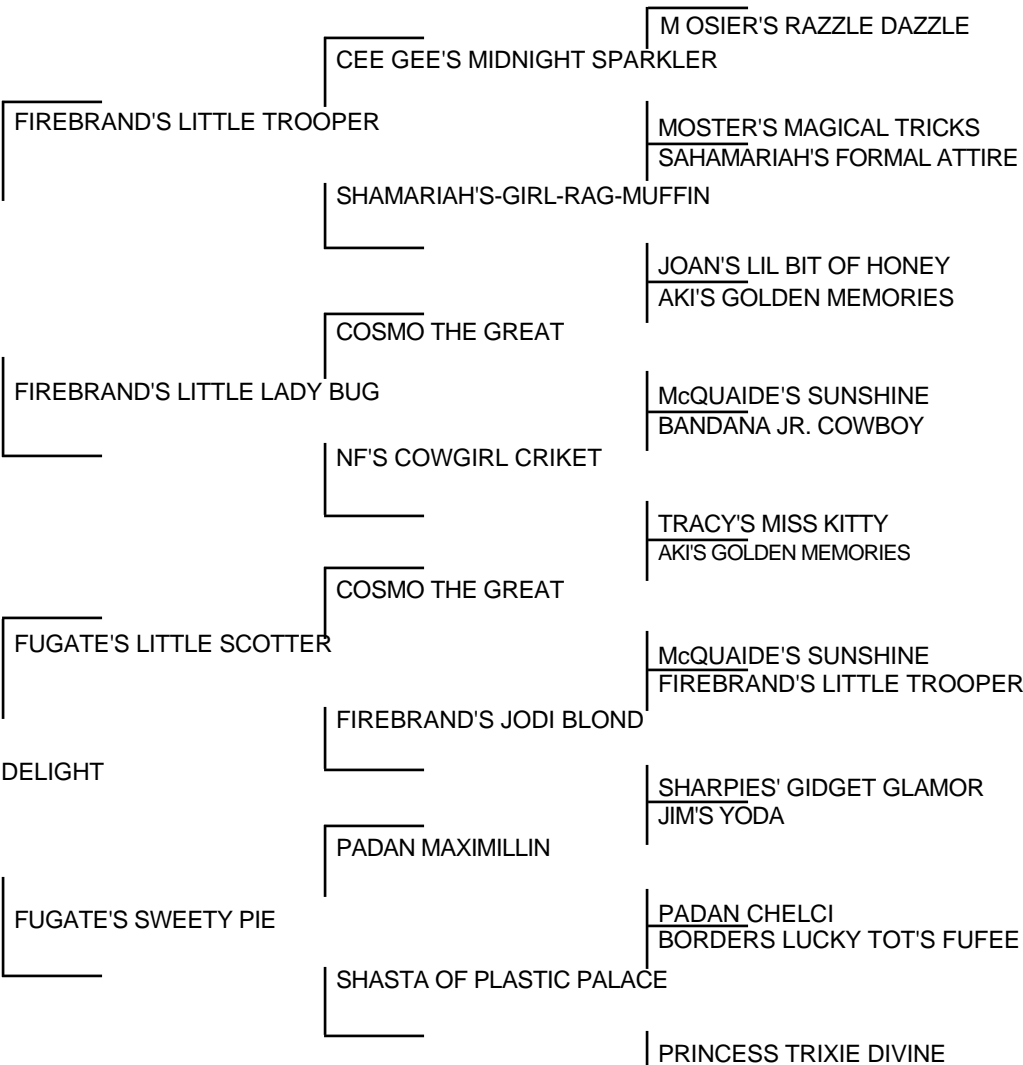 M OSIER'S RAZZLE DAZZLE
CEE GEE'S MIDNIGHT SPARKLER
FIREBRAND'S LITTLE TROOPER
MOSTER'S MAGICAL TRICKS
SAHAMARIAH'S FORMAL ATTIRE
SHAMARIAH'S-GIRL-RAG-MUFFIN
JOAN'S LIL BIT OF HONEY
AKI'S GOLDEN MEMORIES
COSMO THE GREAT
FIREBRAND'S LITTLE LADY BUG
McQUAIDE'S SUNSHINE
BANDANA JR. COWBOY
NF'S COWGIRL CRIKET
TRACY'S MISS KITTY
AKI'S GOLDEN MEMORIES
COSMO THE GREAT
FUGATE'S LITTLE SCOTTER
McQUAIDE'S SUNSHINE
FIREBRAND'S LITTLE TROOPER
FIREBRAND'S JODI BLOND
DELIGHT
SHARPIES' GIDGET GLAMOR
JIM'S YODA
PADAN MAXIMILLIN
FUGATE'S SWEETY PIE
PADAN CHELCI
BORDERS LUCKY TOT'S FUFEE
SHASTA OF PLASTIC PALACE
PRINCESS TRIXIE DIVINE